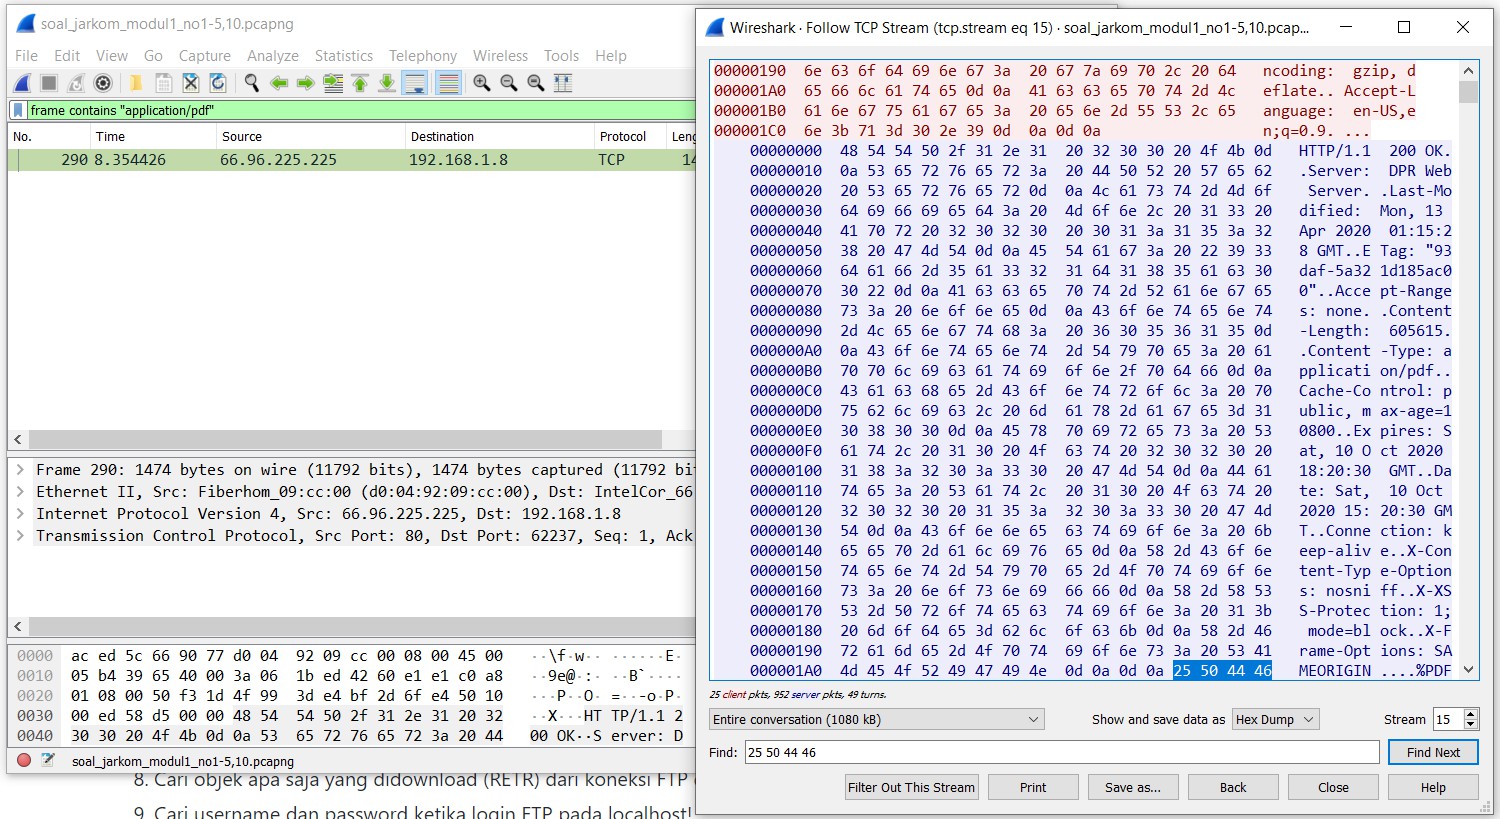 soal_jarkom_modul1_no1-5,10.pcapng
File Edit View Go Capture Analyze Statistics Telephony Wireless Tools Help
frame contains "application/pdf"
No. Time Source Destination Protocol Leng
290 8.354426 66.96.225.225 192.168.1.8 TCP 14
Frame 290: 1474 bytes on wire (11792 bits), 1474 bytes captured (11792 bi
Ethernet II, Src: Fiberhom_09:cc:00 (d0:04:92:09:cc:00), Dst: IntelCor_66
Internet Protocol Version 4, Src: 66.96.225.225, Dst: 192.168.1.8
Transmission Control Protocol, Src Port: 80, Dst Port: 62237, Seq: 1, Ack
0000 ac ed 5c 66 90 77 d0 04 92 09 cc 00 08 00 45 00 ··\f·w·· ······E·
0010 05 b4 39 65 40 00 3a 06 1b ed 42 60 e1 e1 c0 a8 ··9e@·:· ··B`····
0020 01 08 00 50 f3 1d 4f 99 3d e4 bf 2d 6f e4 50 10 ···P··O· =··-o·P·
0030 00 ed 58 d5 00 00 48 54 54 50 2f 31 2e 31 20 32 ··X···HT TP/1.1 2
0040 30 30 20 4f 4b 0d 0a 53 65 72 76 65 72 3a 20 44 00 OK··S erver: D
soal_jarkom_modul1_no1-5,10.pcapng
8. Cari objek apa saja yang didownload (RETR) dari koneksi FTP
9. Cari username dan password ketika login FTP pada localhost!
Wireshark · Follow TCP Stream (tcp.stream eq 15) · soal_jarkom_modul1_no1-5,10.pcap...
00000190 6e 63 6f 64 69 6e 67 3a 20 67 7a 69 70 2c 20 64 ncoding: gzip, d
000001A0 65 66 6c 61 74 65 0d 0a 41 63 63 65 70 74 2d 4c eflate.. Accept-L
000001B0 61 6e 67 75 61 67 65 3a 20 65 6e 2d 55 53 2c 65 anguage: en-US,e
000001C0 6e 3b 71 3d 30 2e 39 0d 0a 0d 0a n;q=0.9. ...
00000000 48 54 54 50 2f 31 2e 31 20 32 30 30 20 4f 4b 0d HTTP/1.1 200 OK.
00000010 0a 53 65 72 76 65 72 3a 20 44 50 52 20 57 65 62 .Server: DPR Web
00000020 20 53 65 72 76 65 72 0d 0a 4c 61 73 74 2d 4d 6f Server. .Last-Mo
00000030 64 69 66 69 65 64 3a 20 4d 6f 6e 2c 20 31 33 20 dified: Mon, 13
00000040 41 70 72 20 32 30 32 30 20 30 31 3a 31 35 3a 32 Apr 2020 01:15:2
00000050 38 20 47 4d 54 0d 0a 45 54 61 67 3a 20 22 39 33 8 GMT..E Tag: "93
00000060 64 61 66 2d 35 61 33 32 31 64 31 38 35 61 63 30 daf-5a32 1d185ac0
00000070 30 22 0d 0a 41 63 63 65 70 74 2d 52 61 6e 67 65 0"..Acce pt-Range
00000080 73 3a 20 6e 6f 6e 65 0d 0a 43 6f 6e 74 65 6e 74 s: none. .Content
00000090 2d 4c 65 6e 67 74 68 3a 20 36 30 35 36 31 35 0d -Length: 605615.
000000A0 0a 43 6f 6e 74 65 6e 74 2d 54 79 70 65 3a 20 61 .Content -Type: a
000000B0 70 70 6c 69 63 61 74 69 6f 6e 2f 70 64 66 0d 0a pplicati on/pdf..
000000C0 43 61 63 68 65 2d 43 6f 6e 74 72 6f 6c 3a 20 70 Cache-Co ntrol: p
000000D0 75 62 6c 69 63 2c 20 6d 61 78 2d 61 67 65 3d 31 ublic, m ax-age=1
000000E0 30 38 30 30 0d 0a 45 78 70 69 72 65 73 3a 20 53 0800..Ex pires: S
000000F0 61 74 2c 20 31 30 20 4f 63 74 20 32 30 32 30 20 at, 10 O ct 2020
00000100 31 38 3a 32 30 3a 33 30 20 47 4d 54 0d 0a 44 61 18:20:30 GMT..Da
00000110 74 65 3a 20 53 61 74 2c 20 31 30 20 4f 63 74 20 te: Sat, 10 Oct
00000120 32 30 32 30 20 31 35 3a 32 30 3a 33 30 20 47 4d 2020 15: 20:30 GM
00000130 54 0d 0a 43 6f 6e 6e 65 63 74 69 6f 6e 3a 20 6b T..Conne ction: k
00000140 65 65 70 2d 61 6c 69 76 65 0d 0a 58 2d 43 6f 6e eep-aliv e..X-Con
00000150 74 65 6e 74 2d 54 79 70 65 2d 4f 70 74 69 6f 6e tent-Typ e-Option
00000160 73 3a 20 6e 6f 73 6e 69 66 66 0d 0a 58 2d 58 53 s: nosni ff..X-XS
00000170 53 2d 50 72 6f 74 65 63 74 69 6f 6e 3a 20 31 3b S-Protec tion: 1;
00000180 20 6d 6f 64 65 3d 62 6c 6f 63 6b 0d 0a 58 2d 46 mode=bl ock..X-F
00000190 72 61 6d 65 2d 4f 70 74 69 6f 6e 73 3a 20 53 41 rame-Opt ions: SA
000001A0 4d 45 4f 52 49 47 49 4e 0d 0a 0d 0a 25 50 44 46 MEORIGIN ....%PDF
25 client pkts, 952 server pkts, 49 turns.
Entire conversation (1080 kB) Show and save data as Hex Dump Stream 15
Find: 25 50 44 46 Find Next
Filter Out This Stream Print Save as... Back Close Help